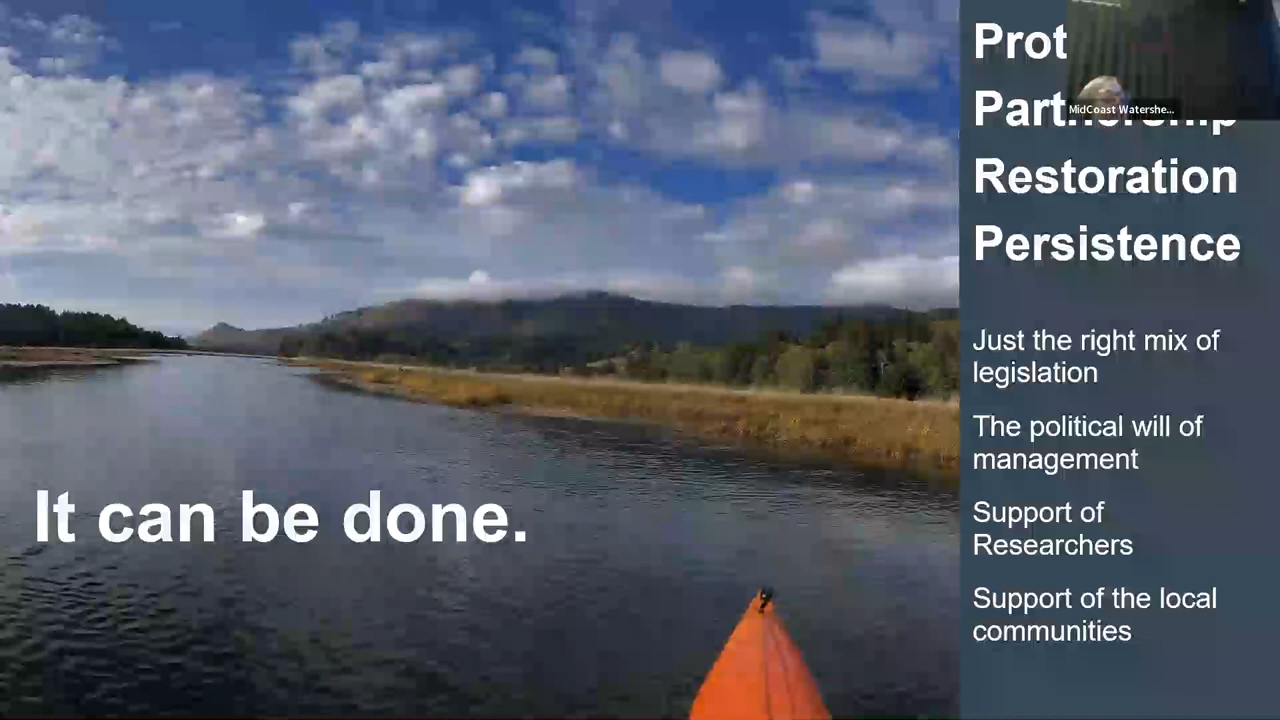 It can be done.
Prot
MidCoast Watershe...
Partnership
Restoration
Persistence
Just the right mix of
legislation
The political will of
management
Support of
Researchers
Support of the local
communities